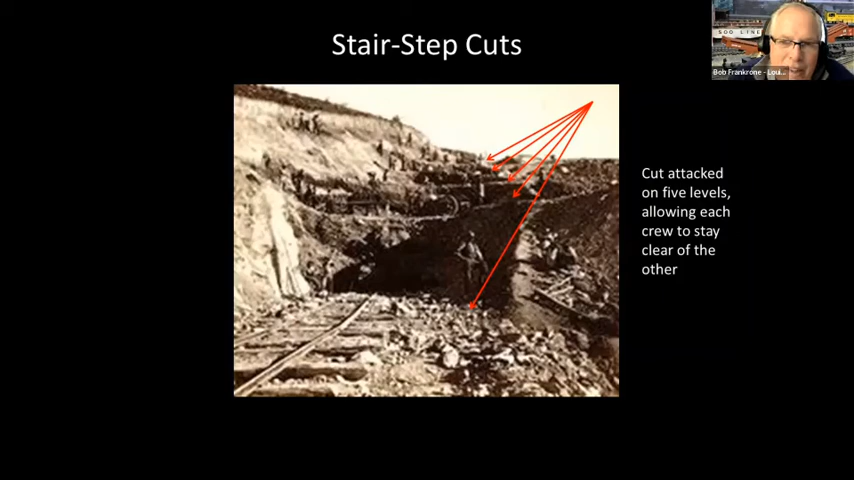 Stair-Step Cuts
SOO LINE
Bob Frankrone - Loui...
Cut attacked
on five levels,
allowing each
crew to stay
clear of the
other